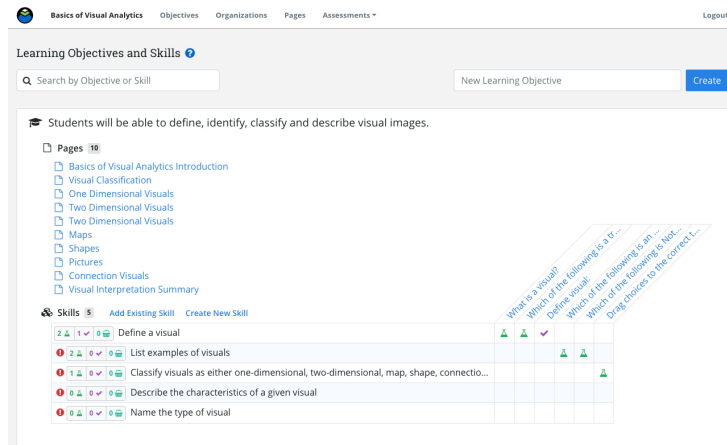 Basics of Visual Analytics Objectives Organizations Pages Assessments Logout
Learning Objectives and Skills
Search by Objective or Skill New Learning Objective Create
Students will be able to define, identify, classify and describe visual images.
Pages 10
Basics of Visual Analytics Introduction
Visual Classification
One Dimensional Visuals
Two Dimensional Visuals
Two Dimensional Visuals
Maps
Shapes
Pictures
Connection Visuals
Visual Interpretation Summary
What is a visual?
Which of the following is a tr...
Define visual:
Which of the following is an ...
Which of the following is Not...
Drag choices to the correct t...
Skills 5 Add Existing Skill Create New Skill
2 1 0 Define a visual
2 0 0 List examples of visuals
1 0 0 Classify visuals as either one-dimensional, two-dimensional, map, shape, connectio...
0 0 0 Describe the characteristics of a given visual
0 0 0 Name the type of visual